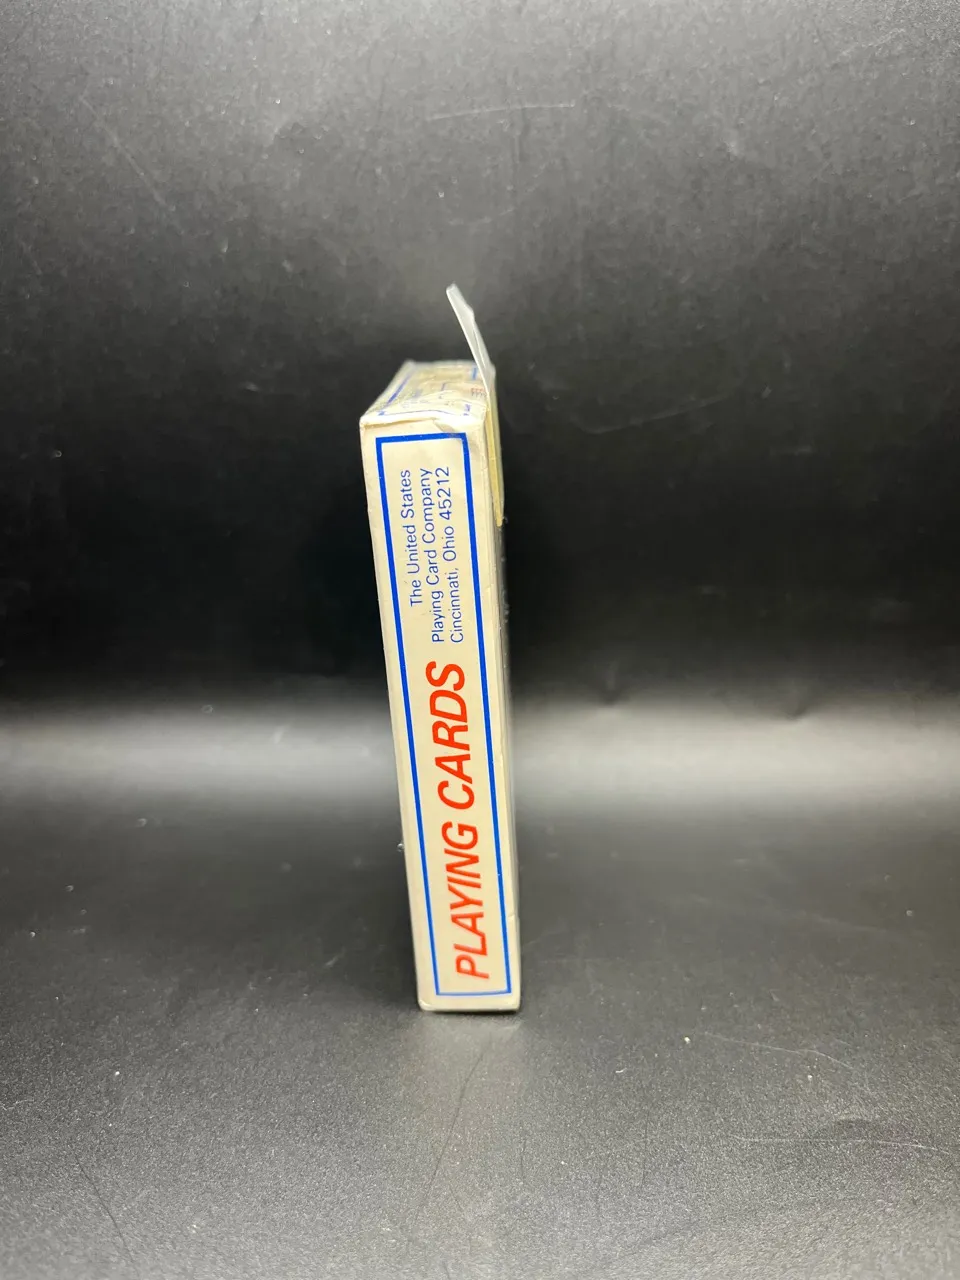 PLAYING CARDS
The United States
Playing Card Company
Cincinnati, Ohio 45212